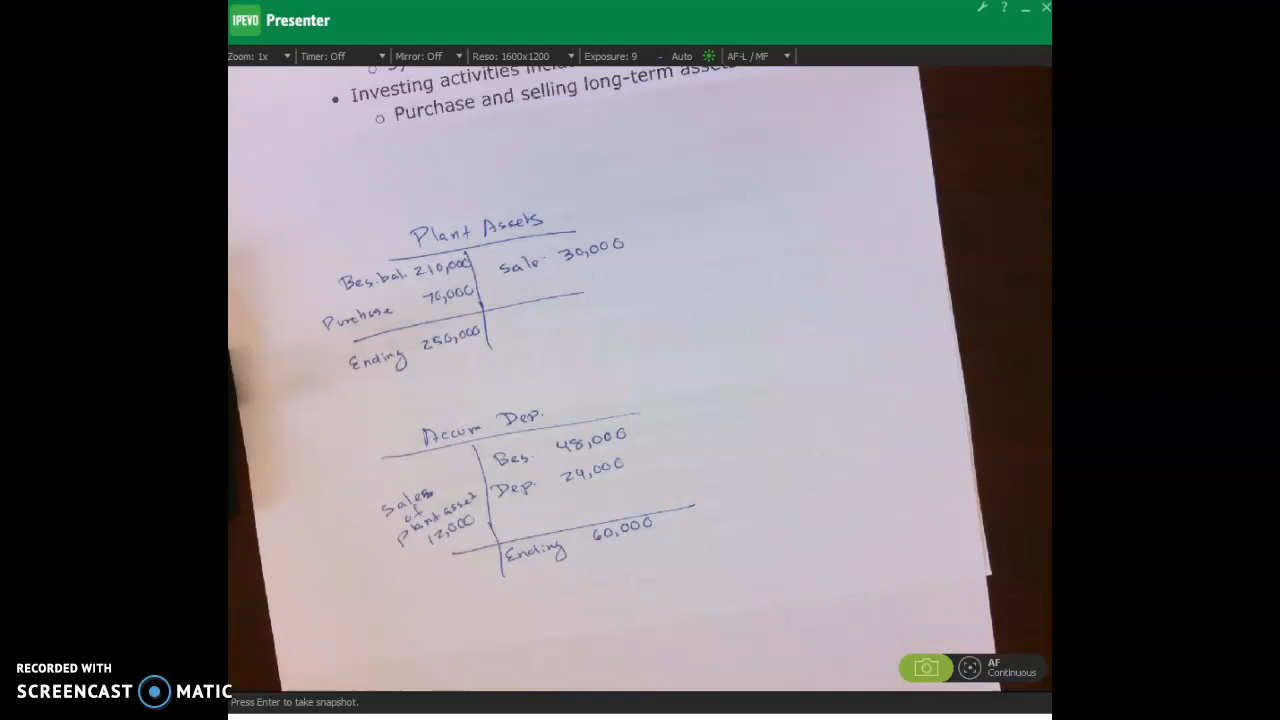 IPEVO Presenter
Zoom: 1x Timer: Off Mirror: Off Reso: 1600x1200 Exposure: 9 - Auto AF-L / MF
Investing activities
Purchase and selling long-term
Plant Assets
Beg. bal. 210,000 Sale 30,000
Purchase 70,000
Ending 250,000
Accum Dep.
Beg. 48,000
Dep. 24,000
Sales
of
plant asset
12,000
Ending 60,000
AF
Continuous
RECORDED WITH
SCREENCAST MATIC
Press Enter to take snapshot.